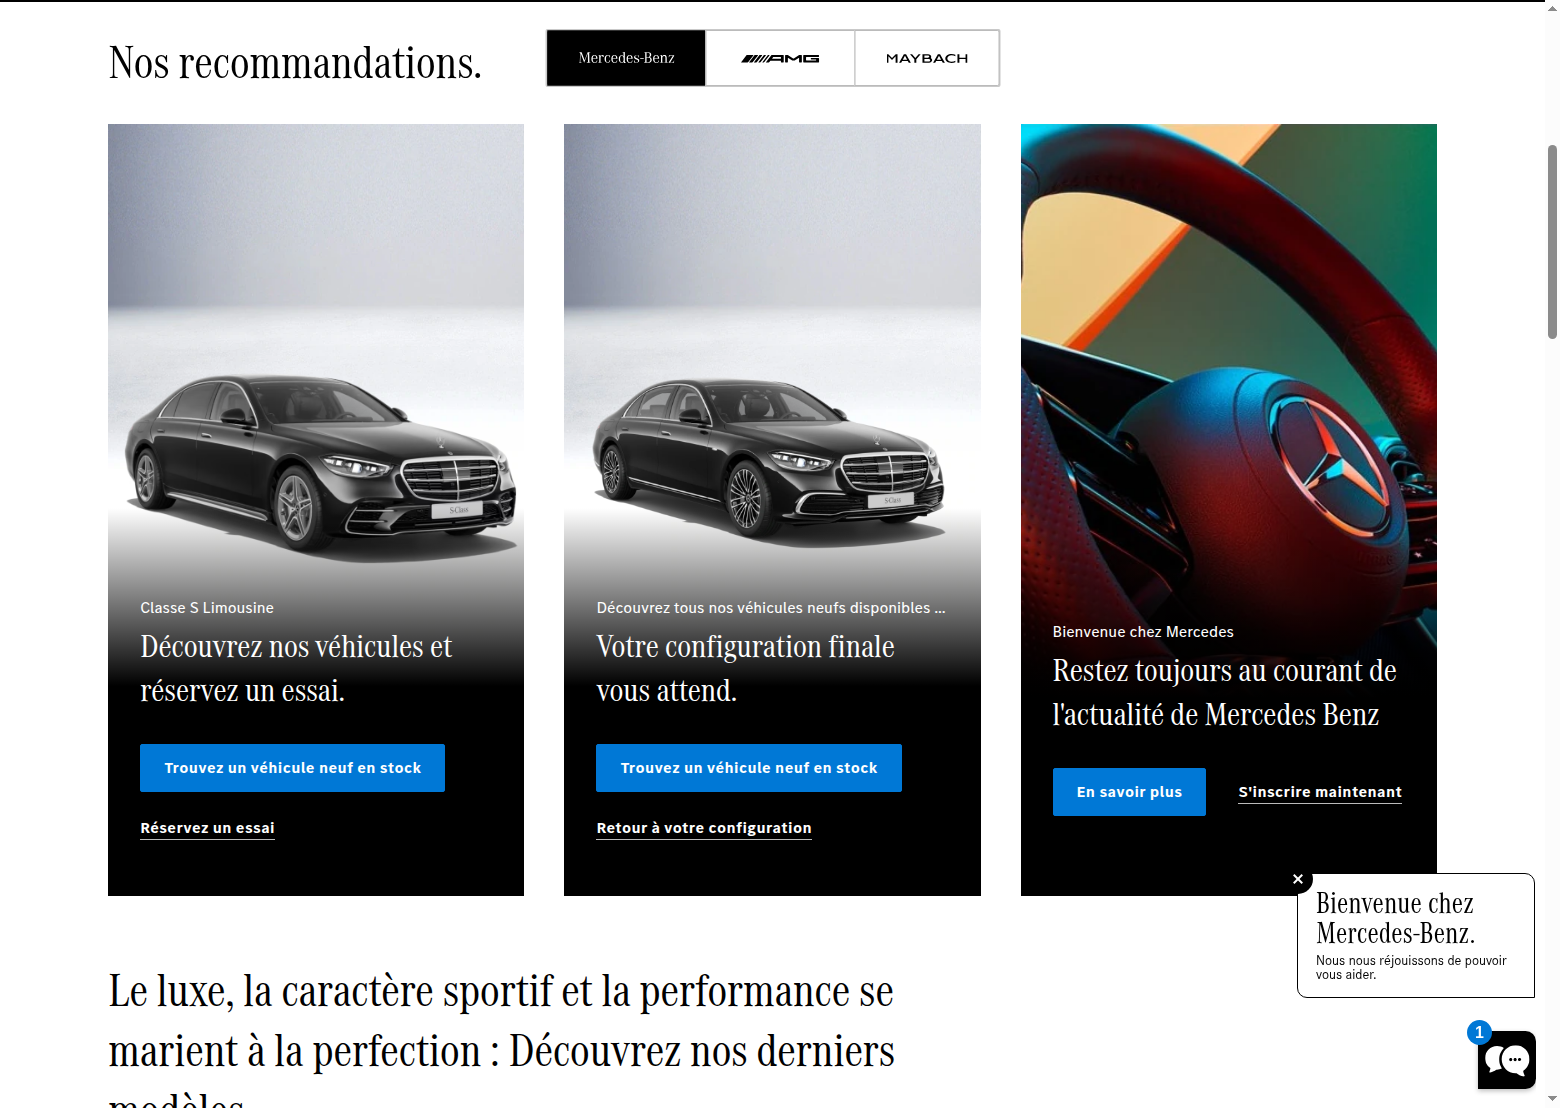 Nos recommandations.
Mercedes-Benz
AMG
MAYBACH
Classe S Limousine
Découvrez nos véhicules et
réservez un essai.
Trouvez un véhicule neuf en stock
Réservez un essai
Découvrez tous nos véhicules neufs disponibles ...
Votre configuration finale
vous attend.
Trouvez un véhicule neuf en stock
Retour à votre configuration
Bienvenue chez Mercedes
Restez toujours au courant de
l'actualité de Mercedes Benz
En savoir plus
S'inscrire maintenant
Bienvenue chez
Mercedes-Benz.
Nous nous réjouissons de pouvoir
vous aider.
1
Le luxe, la caractère sportif et la performance se
marient à la perfection : Découvrez nos derniers
modèles
S-Class
S-Class